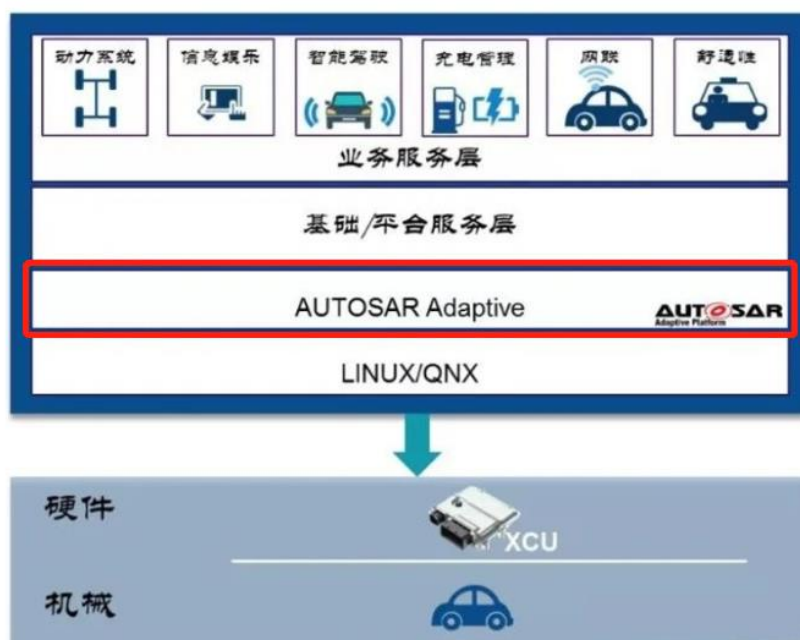 动力系统 信息娱乐 智能驾驶 充电管理 网联 舒适性
业务服务层
基础/平台服务层
AUTOSAR Adaptive
AUTOSAR
Adaptive Platform
LINUX/QNX
硬件
XCU
机械